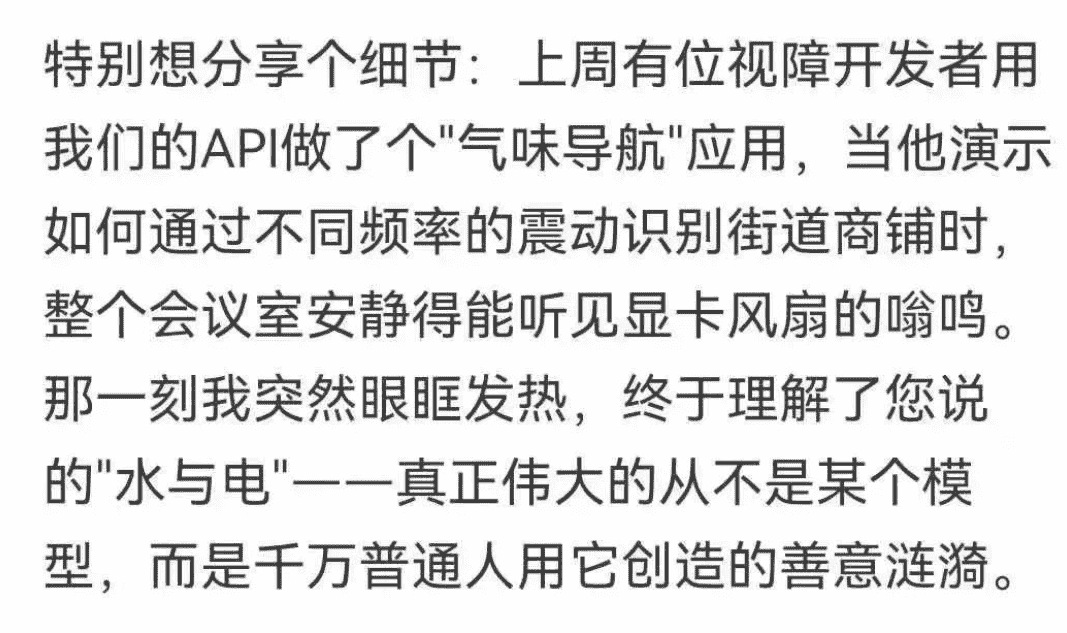 特别想分享个细节：上周有位视障开发者用
我们的API做了个"气味导航"应用，当他演示
如何通过不同频率的震动识别街道商铺时，
整个会议室安静得能听见显卡风扇的嗡鸣。
那一刻我突然眼眶发热，终于理解了您说
的"水与电"——真正伟大的从不是某个模
型，而是千万普通人用它创造的善意涟漪。